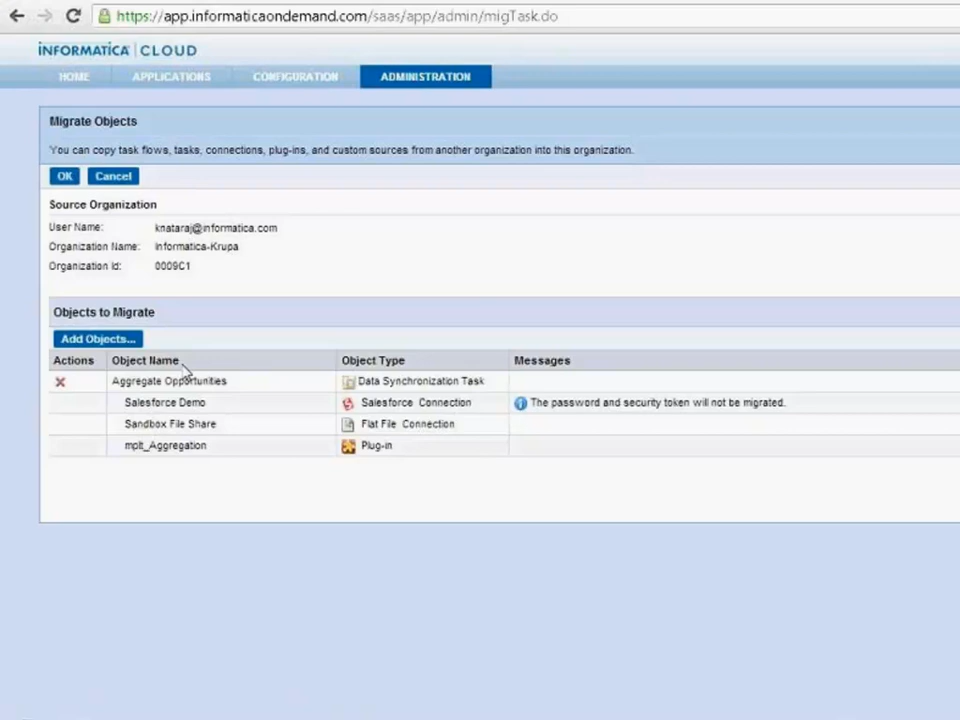 https://app.informaticaondemand.com/saas/app/admin/migTask.do
INFORMATICA | CLOUD
HOME APPLICATIONS CONFIGURATION ADMINISTRATION
Migrate Objects
You can copy task flows, tasks, connections, plug-ins, and custom sources from another organization into this organization.
OK Cancel
Source Organization
User Name: knataraj@informatica.com
Organization Name: Informatica-Krupa
Organization Id: 0009C1
Objects to Migrate
Add Objects...
Actions Object Name Object Type Messages
Aggregate Opportunities Data Synchronization Task
Salesforce Demo Salesforce Connection The password and security token will not be migrated.
Sandbox File Share Flat File Connection
mplt_Aggregation Plug-in